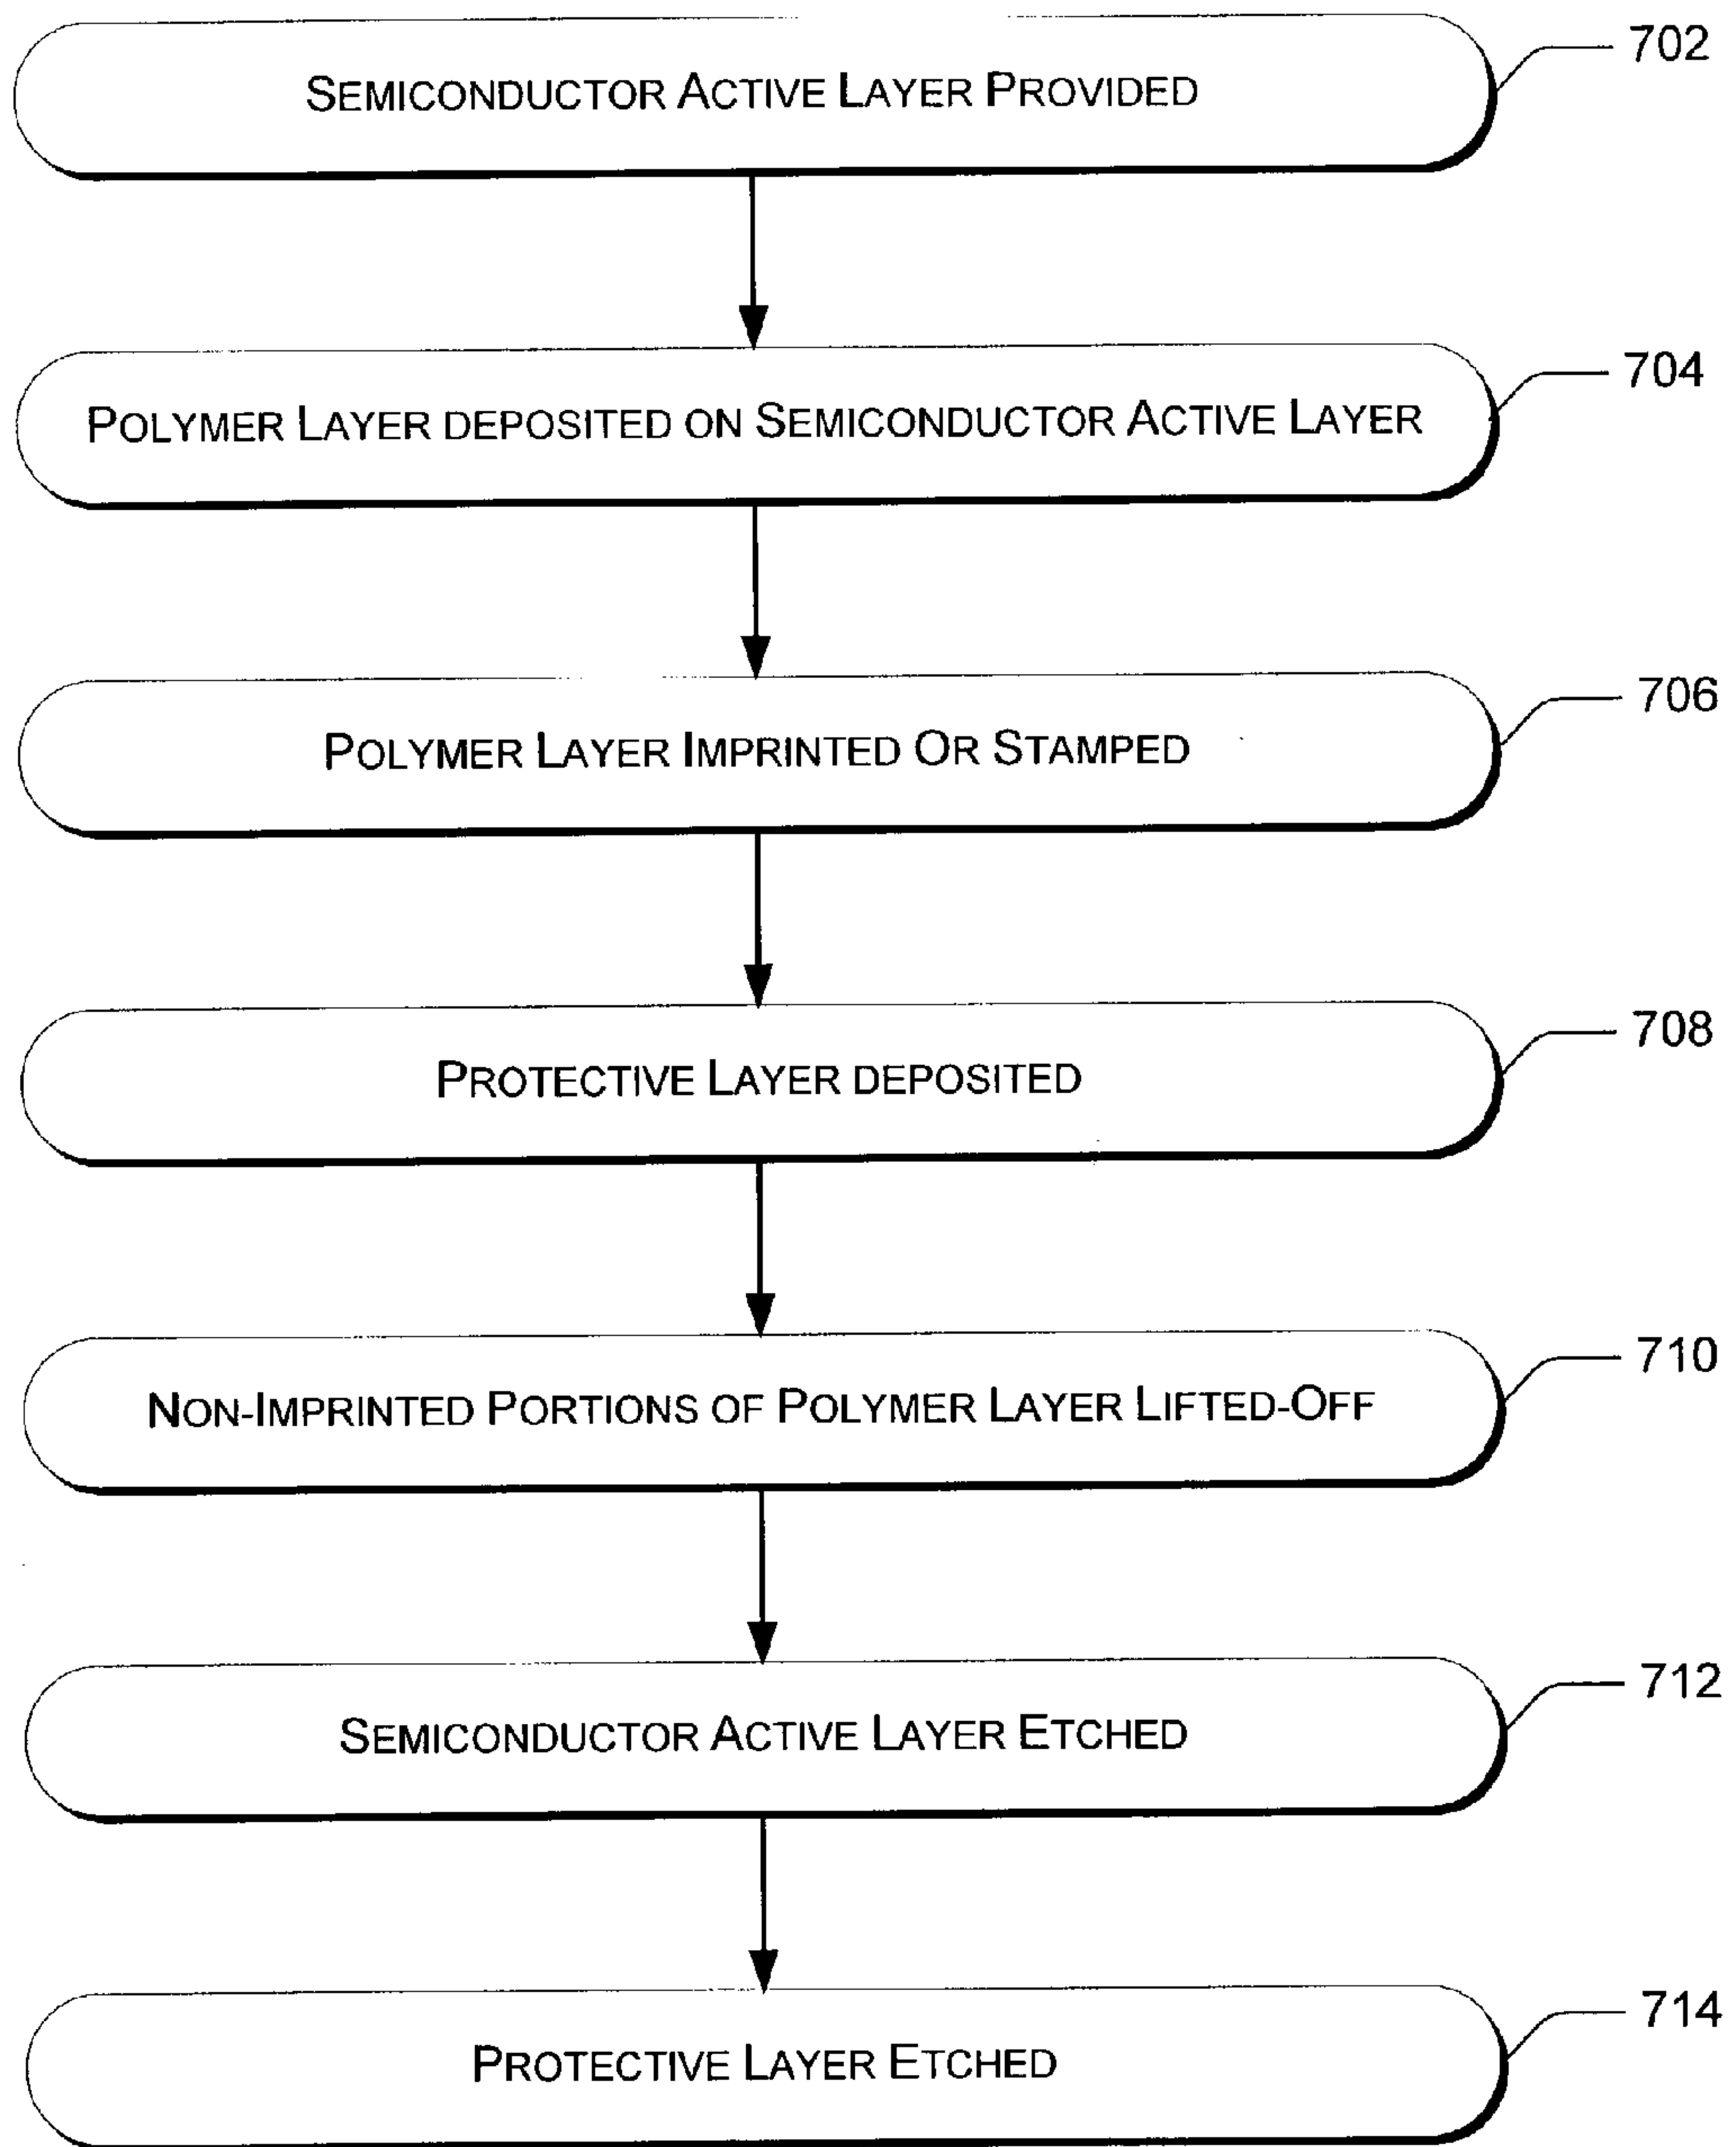 SEMICONDUCTOR ACTIVE LAYER PROVIDED
702
POLYMER LAYER DEPOSITED ON SEMICONDUCTOR ACTIVE LAYER
704
POLYMER LAYER IMPRINTED OR STAMPED
706
PROTECTIVE LAYER DEPOSITED
708
NON-IMPRINTED PORTIONS OF POLYMER LAYER LIFTED-OFF
710
SEMICONDUCTOR ACTIVE LAYER ETCHED
712
PROTECTIVE LAYER ETCHED
714